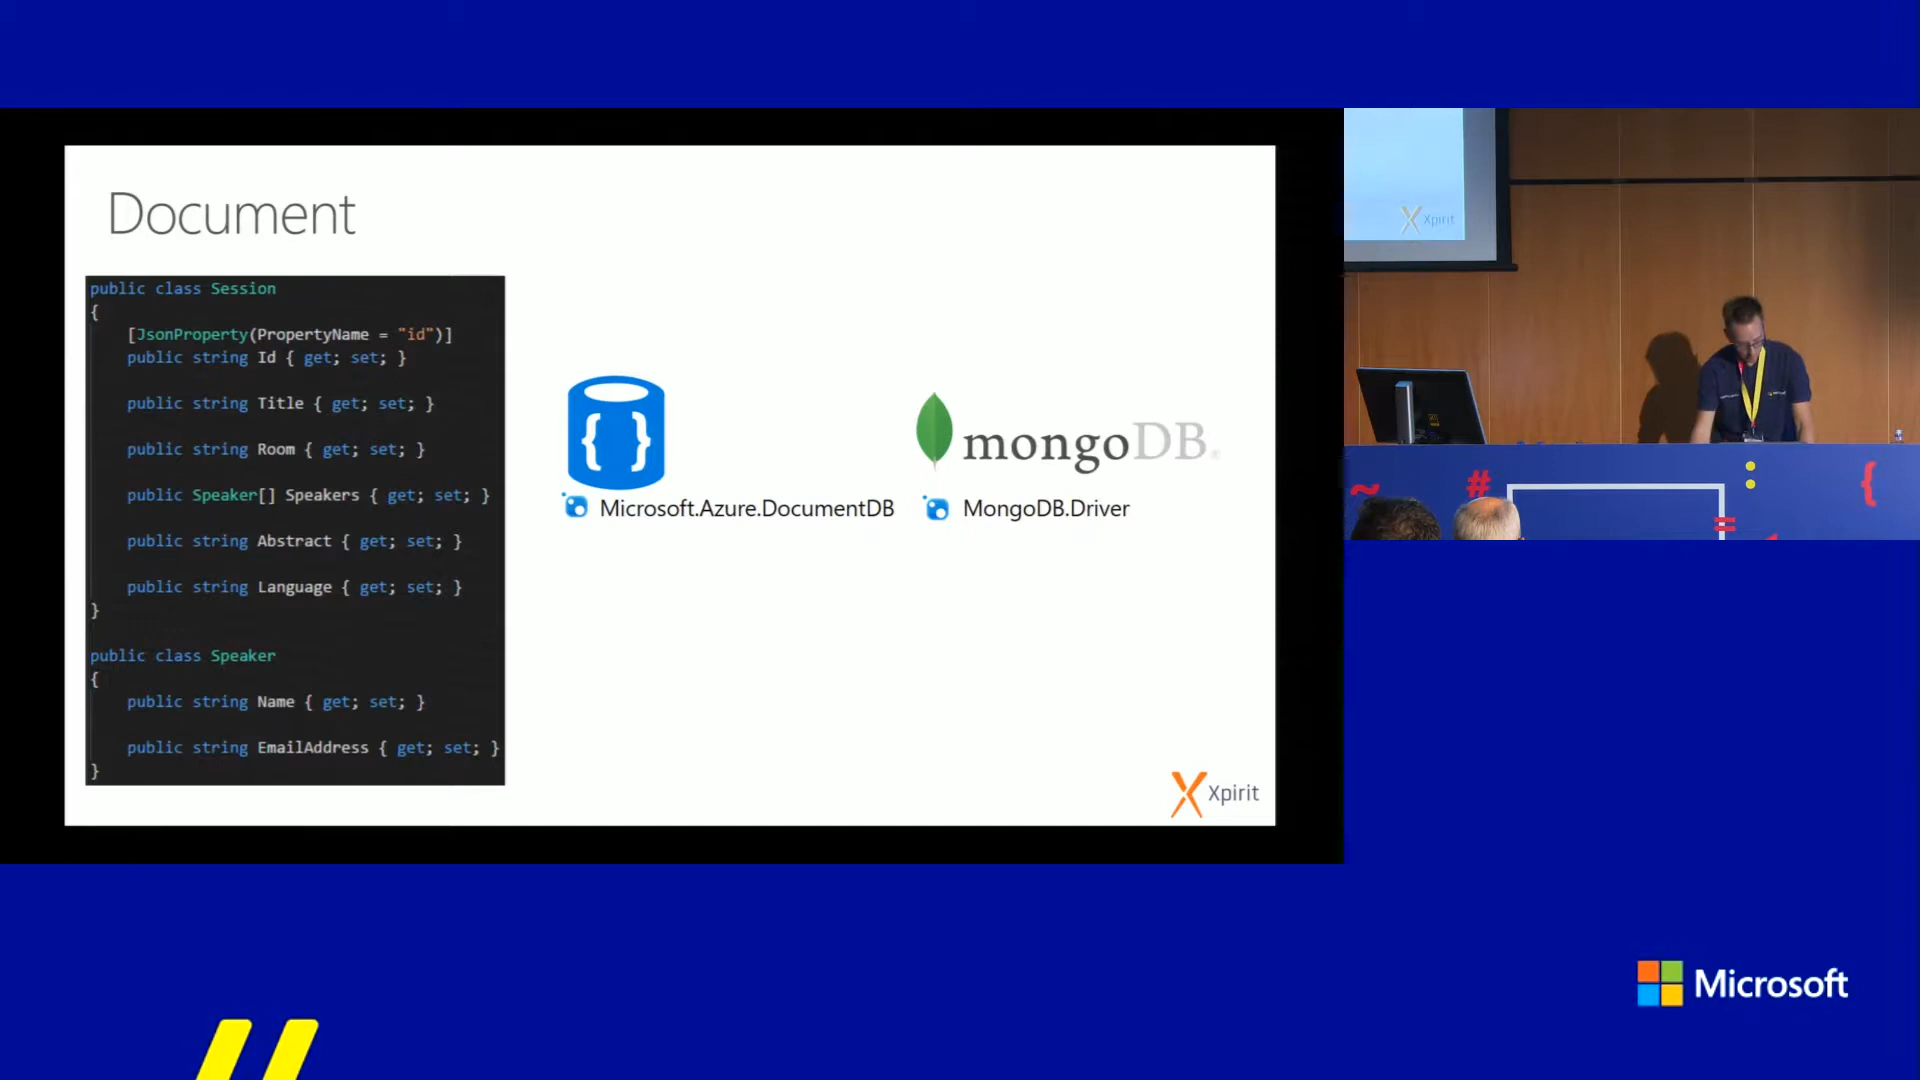 Document
public class Session
{
[JsonProperty(PropertyName = "id")]
public string Id { get; set; }
public string Title { get; set; }
public string Room { get; set; }
public Speaker[] Speakers { get; set; }
public string Abstract { get; set; }
public string Language { get; set; }
}
public class Speaker
{
public string Name { get; set; }
public string EmailAddress { get; set; }
}
{ }
Microsoft.Azure.DocumentDB
mongoDB
MongoDB.Driver
Xpirit
Xpirit
~ # = : {
Microsoft
//